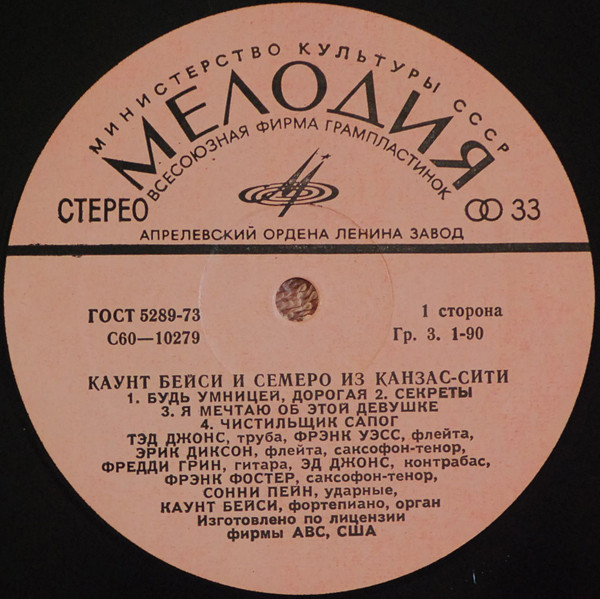 МИНИСТЕРСТВО КУЛЬТУРЫ СССР
МЕЛОДИЯ
ВСЕСОЮЗНАЯ ФИРМА ГРАМПЛАСТИНОК
СТЕРЕО
33
АПРЕЛЕВСКИЙ ОРДЕНА ЛЕНИНА ЗАВОД
ГОСТ 5289-73
С60—10279
1 сторона
Гр. 3. 1-90
КАУНТ БЕЙСИ И СЕМЕРО ИЗ КАНЗАС-СИТИ
1. БУДЬ УМНИЦЕЙ, ДОРОГАЯ 2. СЕКРЕТЫ
3. Я МЕЧТАЮ ОБ ЭТОЙ ДЕВУШКЕ
4. ЧИСТИЛЬЩИК САПОГ
ТЭД ДЖОНС, труба, ФРЭНК УЭСС, флейта,
ЭРИК ДИКСОН, флейта, саксофон-тенор,
ФРЕДДИ ГРИН, гитара, ЭД ДЖОНС, контрабас,
ФРЭНК ФОСТЕР, саксофон-тенор,
СОННИ ПЕЙН, ударные,
КАУНТ БЕЙСИ, фортепиано, орган
Изготовлено по лицензии
фирмы АВС, США